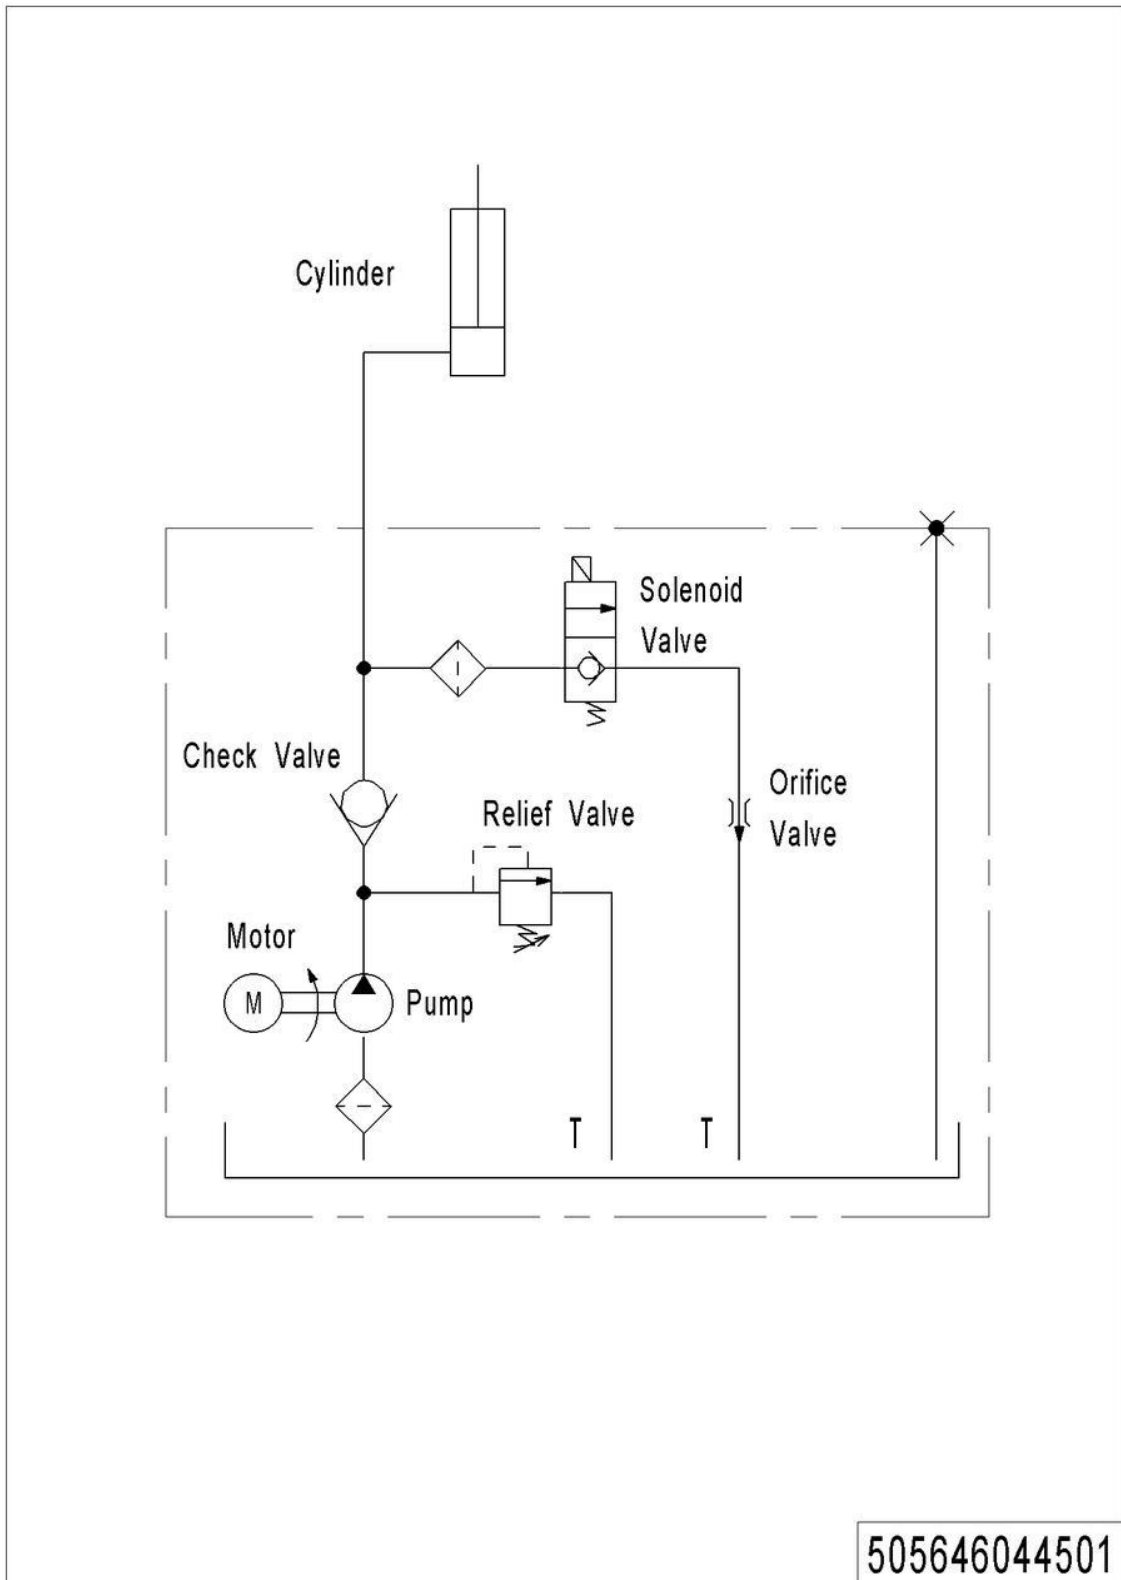 Cylinder
Solenoid
Valve
Check Valve
Relief Valve
Orifice
Valve
Motor
M
Pump
T
T
505646044501